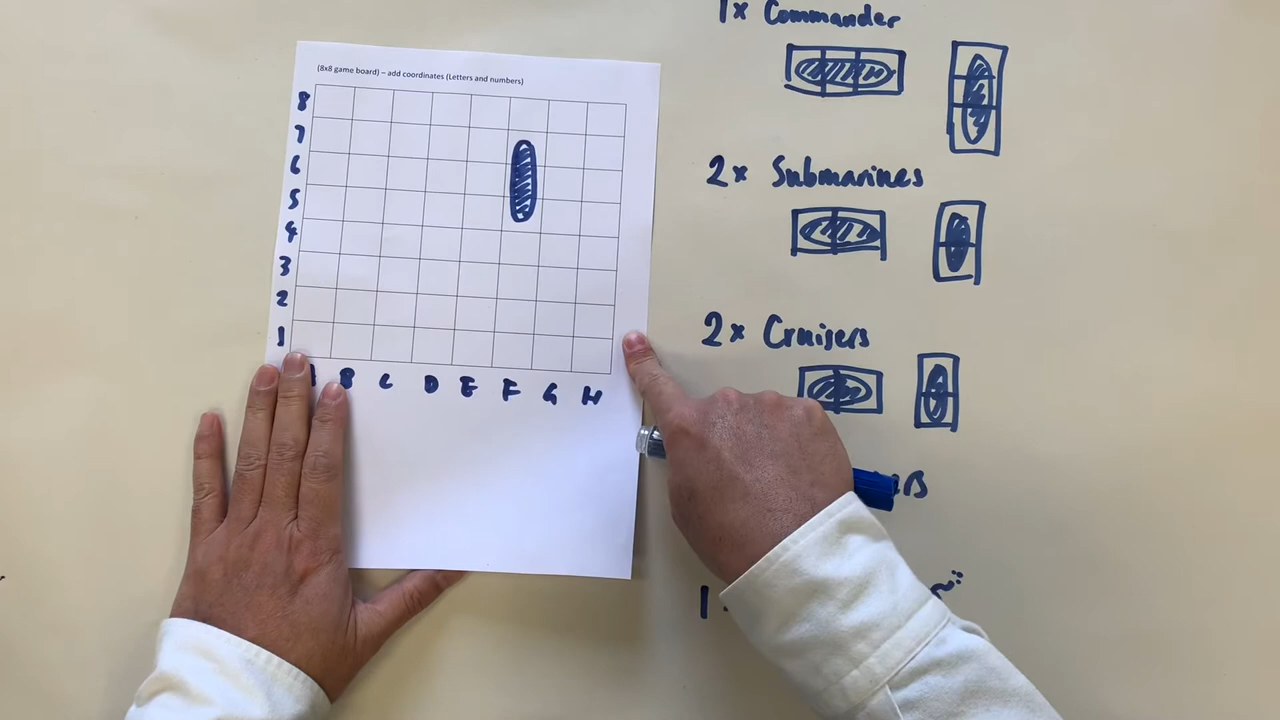 (8x8 game board) – add coordinates (Letters and numbers)
8
7
6
5
4
3
2
1
B C D E F G H
1x Commander
2x Submarines
2x Cruisers